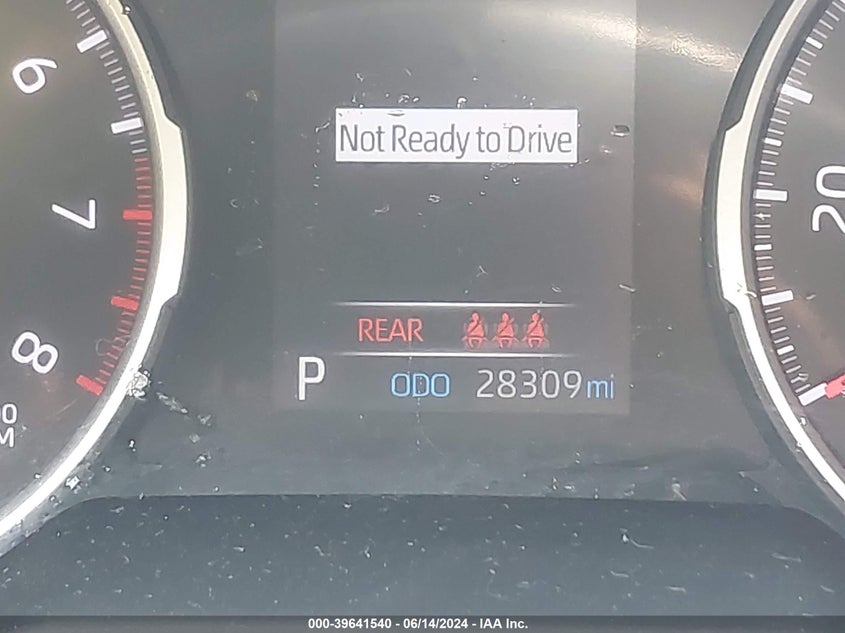 6
Not Ready to Drive
7
20
REAR
8
P ODO 28309 mi
000-39641540 - 06/14/2024 - IAA Inc.